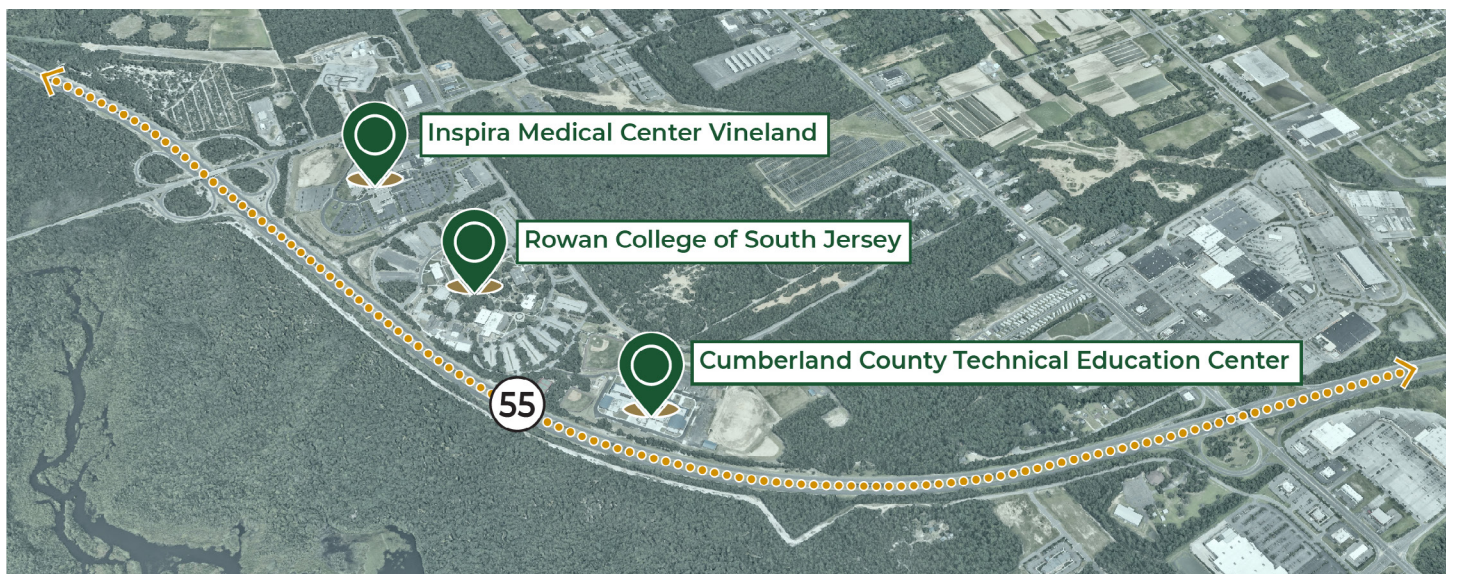 Inspira Medical Center Vineland
Rowan College of South Jersey
Cumberland County Technical Education Center
55